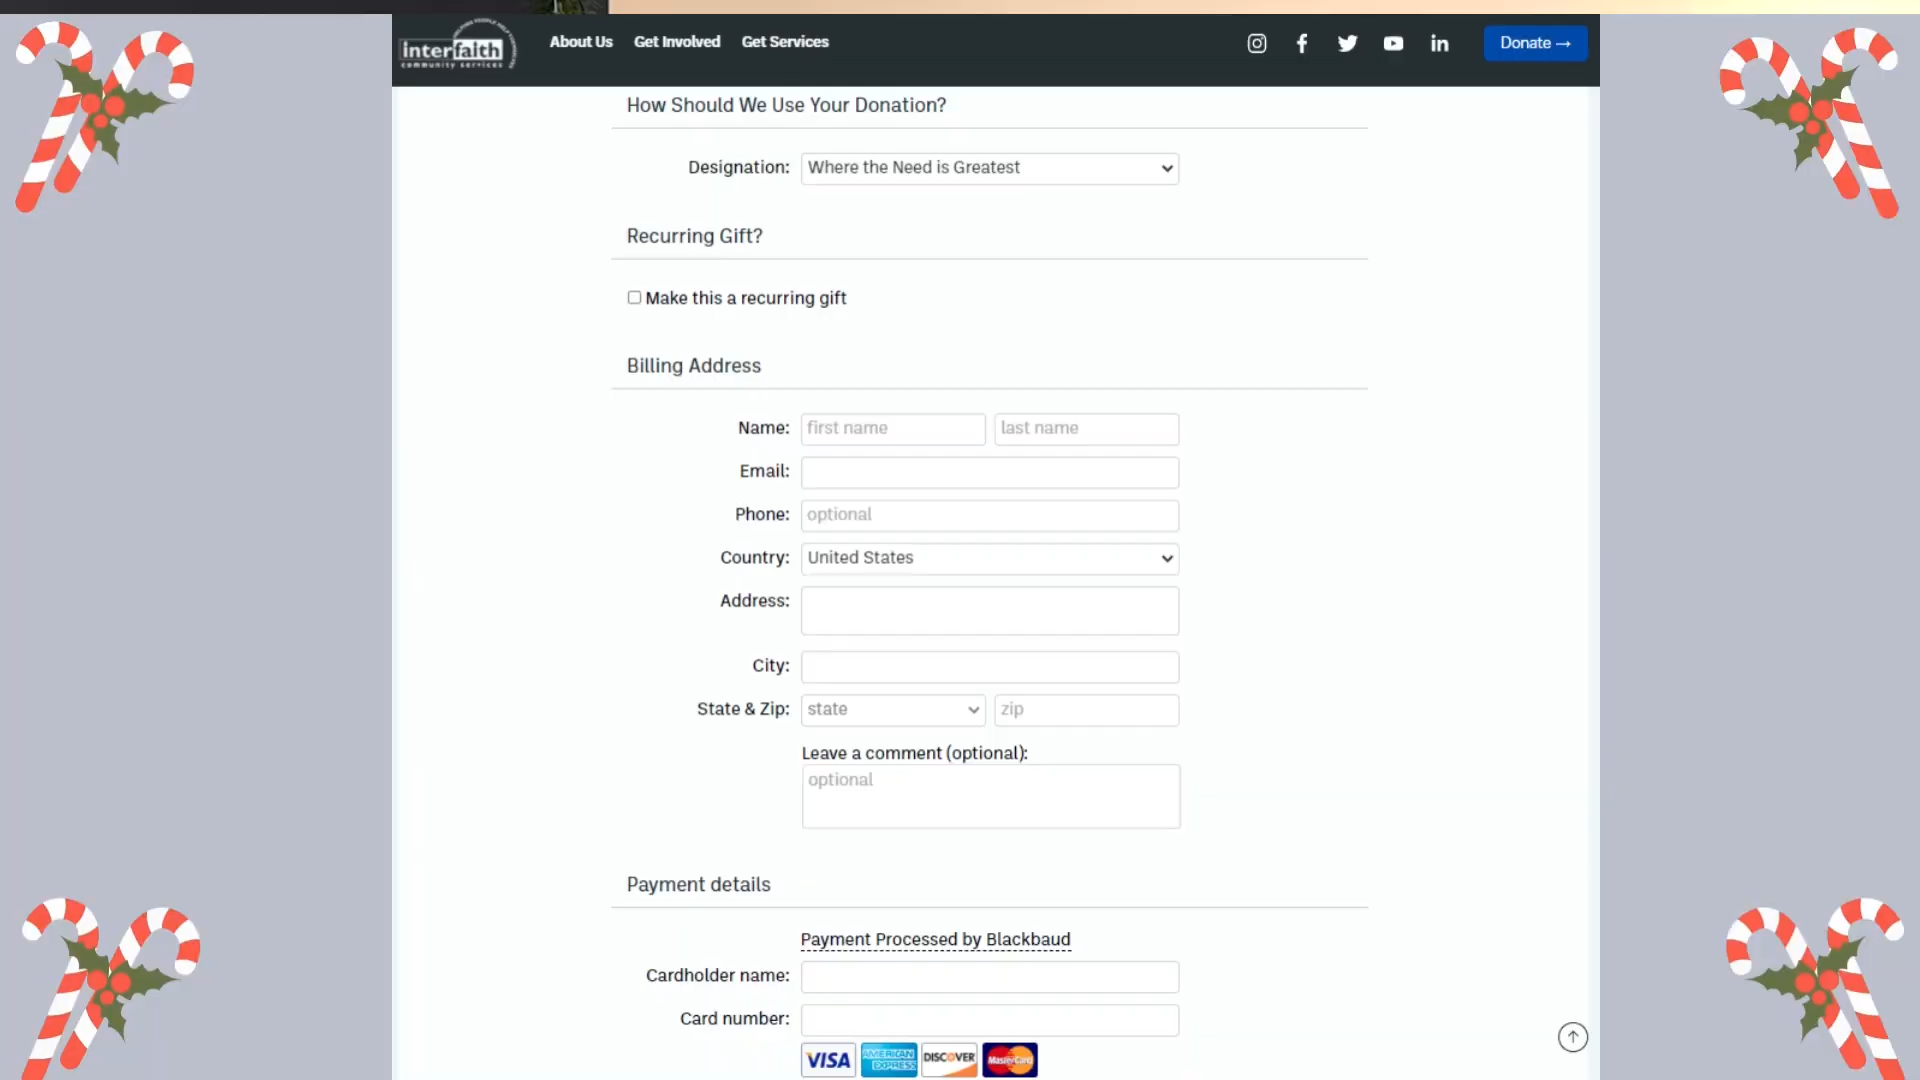 interfaith
community services
About Us Get Involved Get Services
Donate →
How Should We Use Your Donation?
Designation: Where the Need is Greatest
Recurring Gift?
Make this a recurring gift
Billing Address
Name: first name last name
Email:
Phone: optional
Country: United States
Address:
City:
State & Zip: state zip
Leave a comment (optional):
optional
Payment details
Payment Processed by Blackbaud
Cardholder name:
Card number:
VISA AMERICAN EXPRESS DISCOVER MasterCard